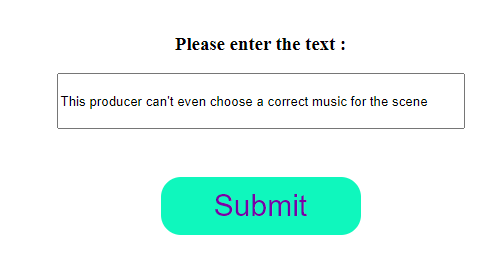 Please enter the text :
This producer can't even choose a correct music for the scene
Submit